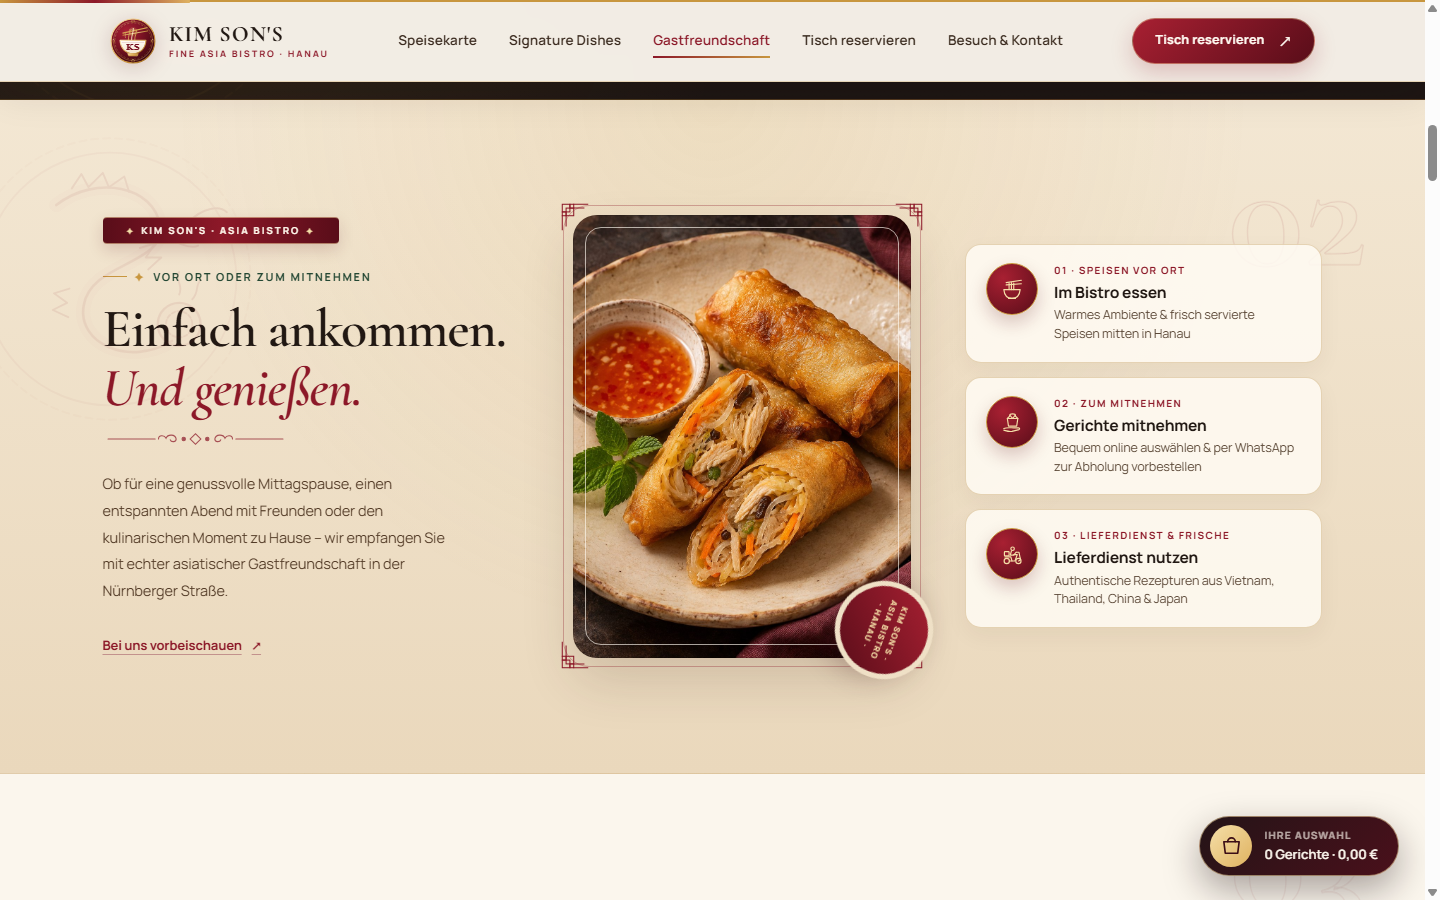 KS
KIM SON'S
FINE ASIA BISTRO · HANAU
Speisekarte
Signature Dishes
Gastfreundschaft
Tisch reservieren
Besuch & Kontakt
Tisch reservieren ↗
✦ KIM SON'S · ASIA BISTRO ✦
✦ VOR ORT ODER ZUM MITNEHMEN
Einfach ankommen.
Und genießen.
Ob für eine genussvolle Mittagspause, einen
entspannten Abend mit Freunden oder den
kulinarischen Moment zu Hause – wir empfangen Sie
mit echter asiatischer Gastfreundschaft in der
Nürnberger Straße.
Bei uns vorbeischauen ↗
KIM SON'S ·
ASIA BISTRO
· HANAU ·
02
01 · SPEISEN VOR ORT
Im Bistro essen
Warmes Ambiente & frisch servierte
Speisen mitten in Hanau
02 · ZUM MITNEHMEN
Gerichte mitnehmen
Bequem online auswählen & per WhatsApp
zur Abholung vorbestellen
03 · LIEFERDIENST & FRISCHE
Lieferdienst nutzen
Authentische Rezepturen aus Vietnam,
Thailand, China & Japan
IHRE AUSWAHL
0 Gerichte · 0,00 €
03